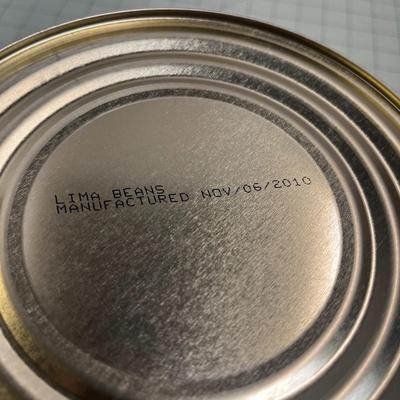 LIMA BEANS
MANUFACTURED NOV/06/2010